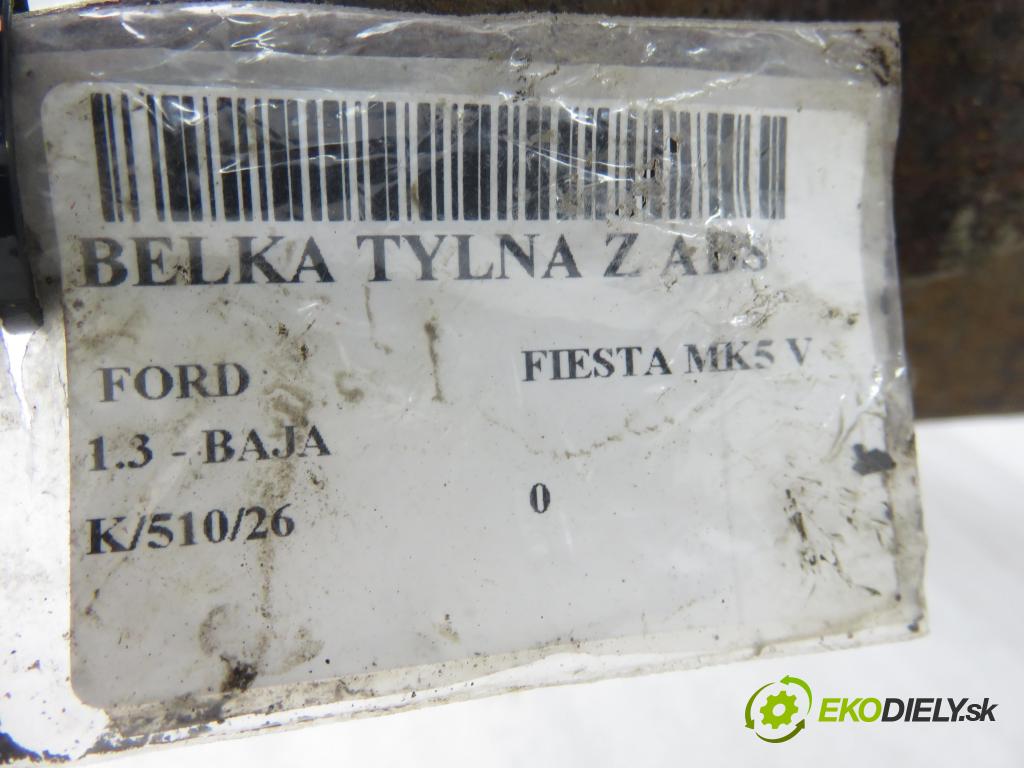 BELKA TYLNA Z ABS
FORD FIESTA MK5 V
1.3 - BAJA
K/510/26 0
EKODIELY.sk